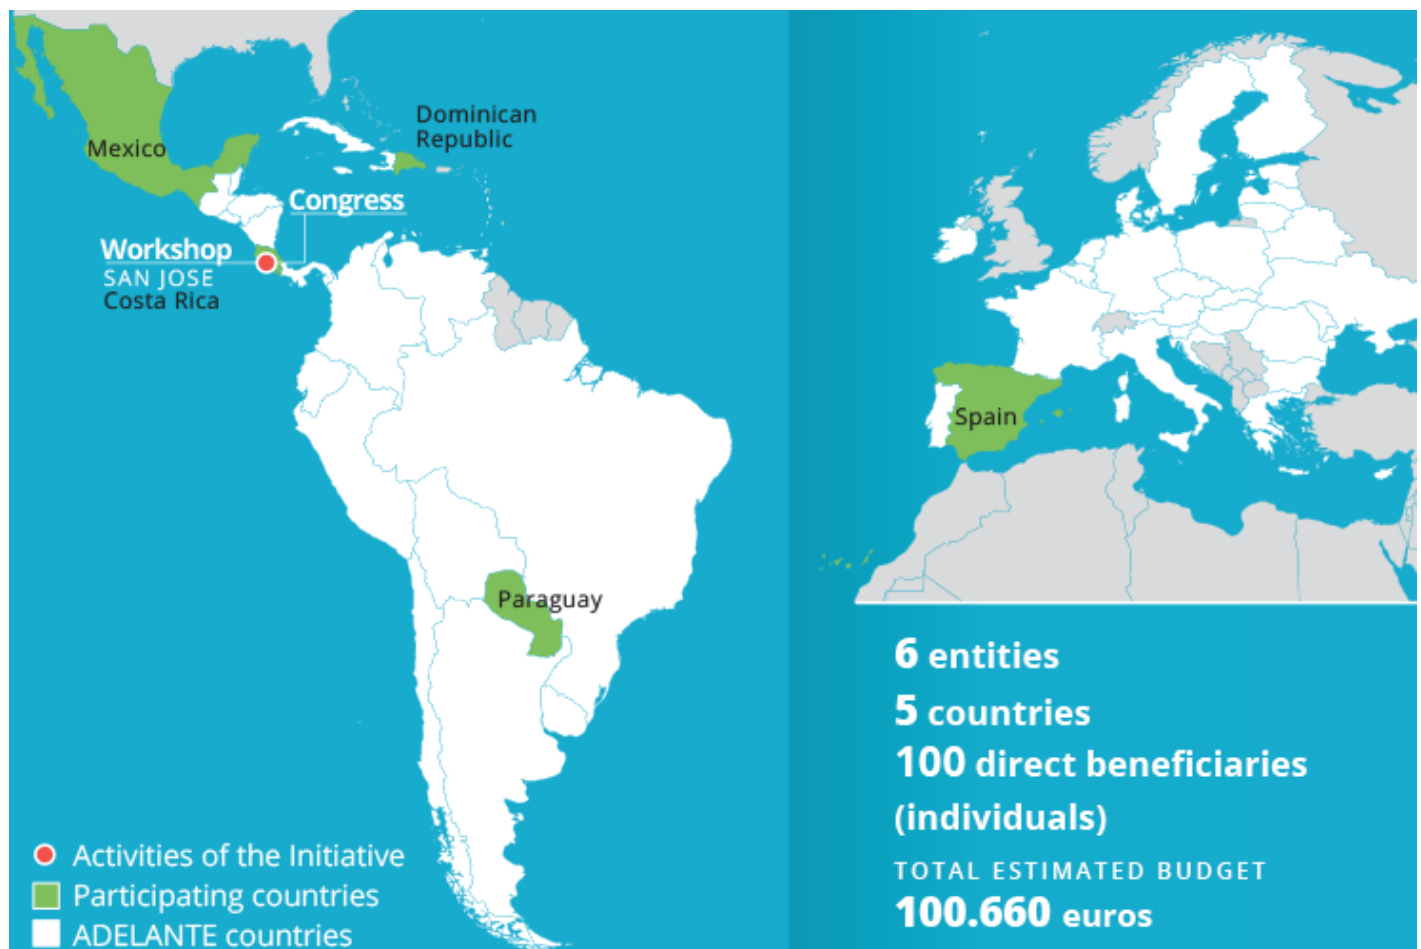 Dominican
Republic
Mexico
Congress
Workshop
SAN JOSE
Costa Rica
Paraguay
Spain
Activities of the Initiative
Participating countries
ADELANTE countries
6 entities
5 countries
100 direct beneficiaries
(individuals)
TOTAL ESTIMATED BUDGET
100.660 euros